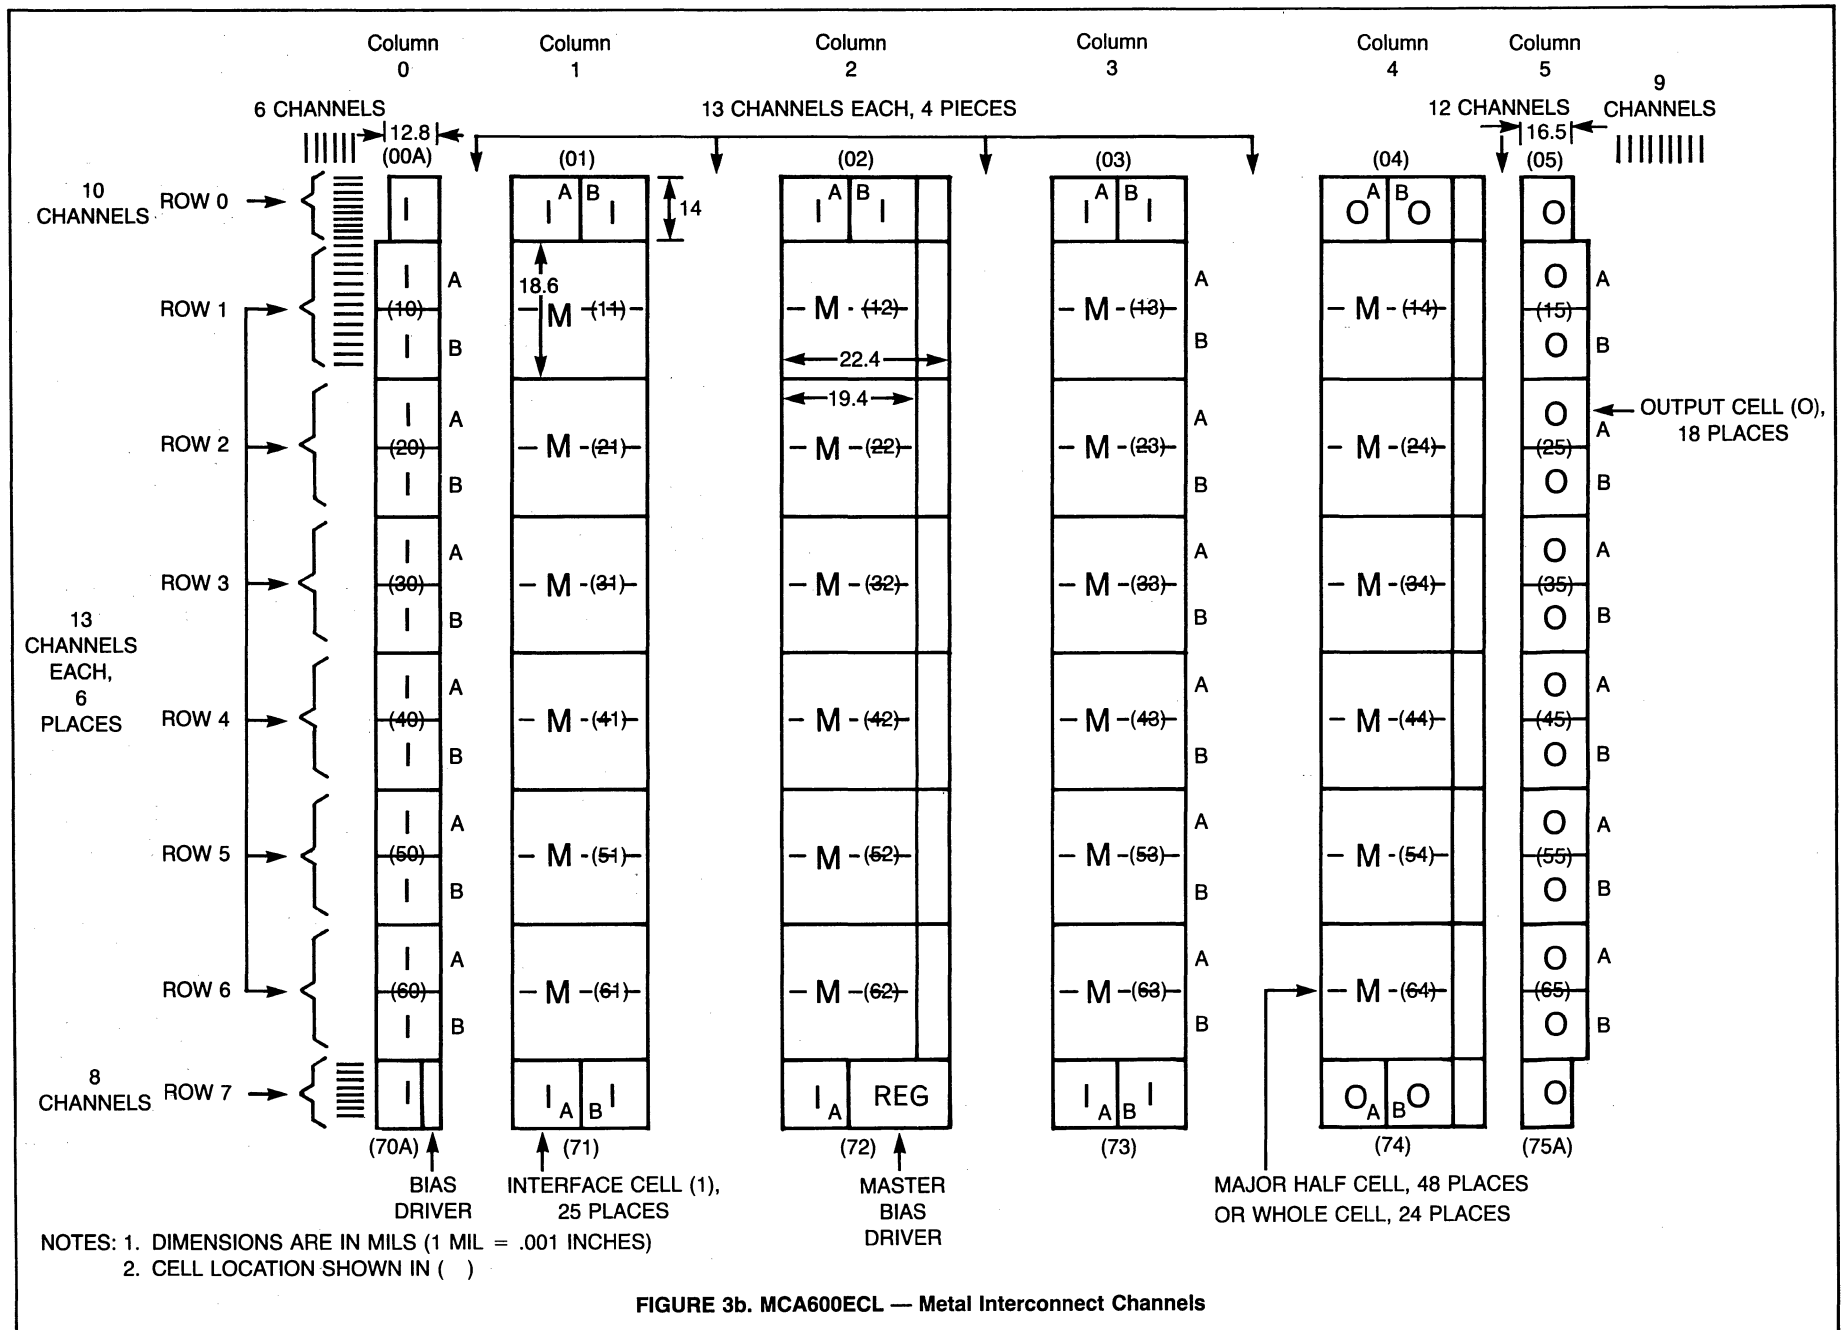 Column 0
Column 1
Column 2
Column 3
Column 4
Column 5
6 CHANNELS
12.8
13 CHANNELS EACH, 4 PIECES
12 CHANNELS
16.5
9 CHANNELS
(00A)
(01)
(02)
(03)
(04)
(05)
10 CHANNELS
ROW 0
I
A B
I I
14
A B
I I
A B
I I
A B
O O
O
ROW 1
I
(10)
I
A
B
18.6
M (11)
M (12)
22.4
M (13)
A
B
M (14)
O
(15)
O
A
B
ROW 2
I
(20)
I
A
B
M (21)
19.4
M (22)
M (23)
A
B
M (24)
O
(25)
O
A
B
OUTPUT CELL (O),
18 PLACES
13
CHANNELS
EACH,
6
PLACES
ROW 3
I
(30)
I
A
B
M (31)
M (32)
M (33)
A
B
M (34)
O
(35)
O
A
B
ROW 4
I
(40)
I
A
B
M (41)
M (42)
M (43)
A
B
M (44)
O
(45)
O
A
B
ROW 5
I
(50)
I
A
B
M (51)
M (52)
M (53)
A
B
M (54)
O
(55)
O
A
B
ROW 6
I
(60)
I
A
B
M (61)
M (62)
M (63)
A
B
M (64)
O
(65)
O
A
B
8
CHANNELS
ROW 7
I
I A B I
I A REG
I A B I
O A B O
O
(70A)
(71)
(72)
(73)
(74)
(75A)
BIAS
DRIVER
INTERFACE CELL (1),
25 PLACES
MASTER
BIAS
DRIVER
MAJOR HALF CELL, 48 PLACES
OR WHOLE CELL, 24 PLACES
NOTES: 1. DIMENSIONS ARE IN MILS (1 MIL = .001 INCHES)
2. CELL LOCATION SHOWN IN ( )
FIGURE 3b. MCA600ECL — Metal Interconnect Channels